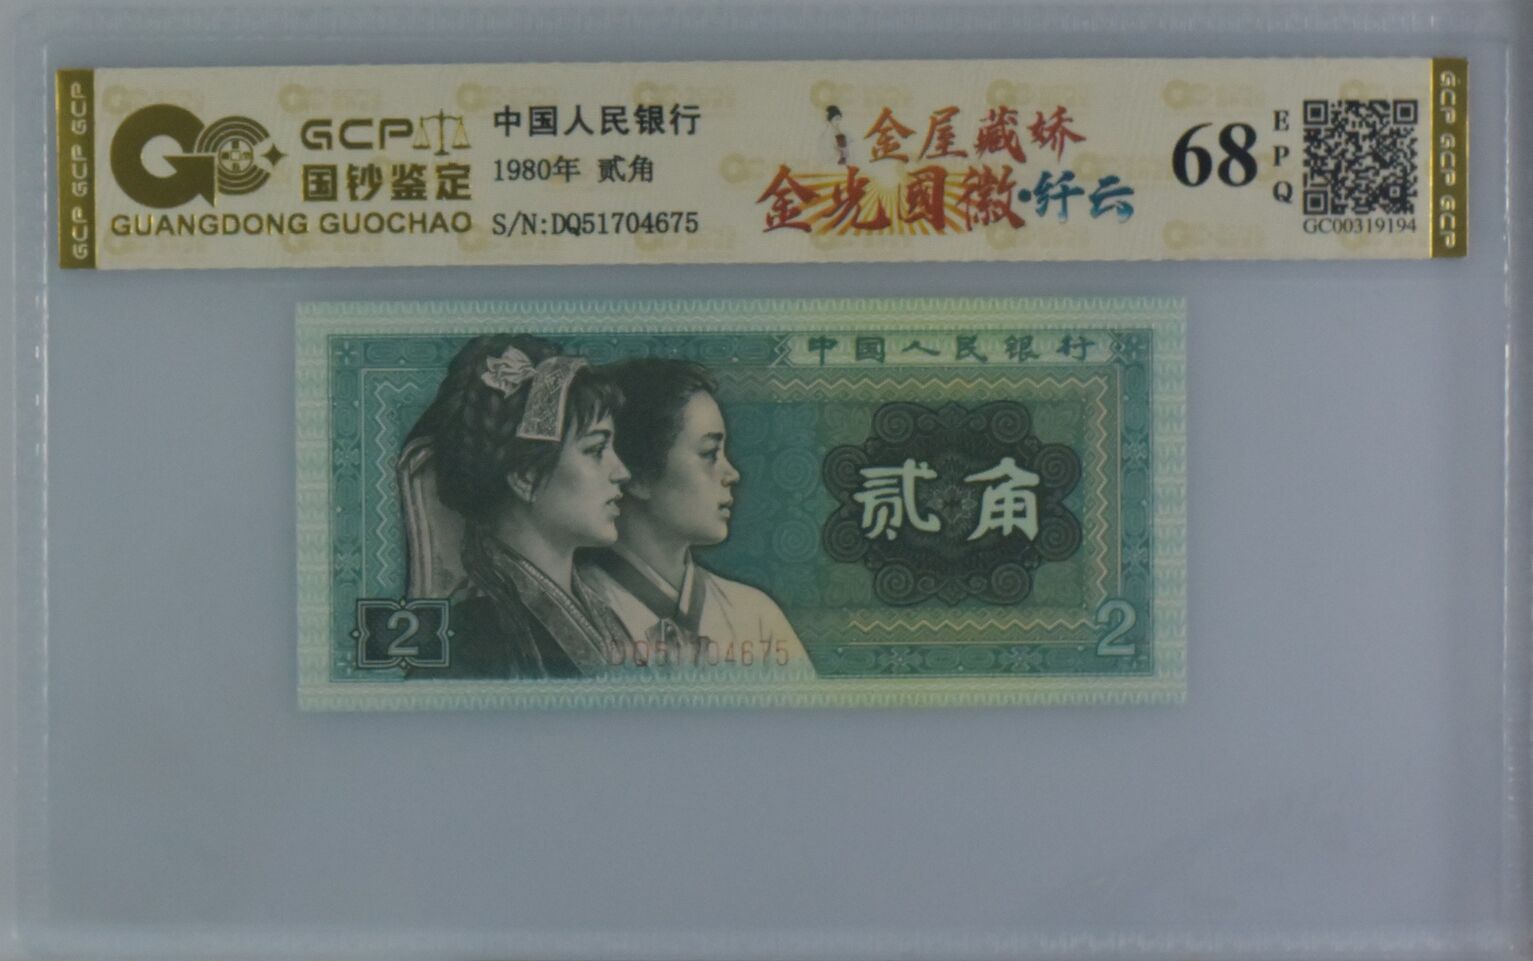 GCP GCP GCP
GCP
国钞鉴定
GUANGDONG GUOCHAO
中国人民银行
1980年 贰角
S/N:DQ51704675
金屋藏娇
金光國徽·纤云
68
EPQ
GC00319194
GCP GCP GCP
中国人民银行
贰角
2
2
DQ51704675